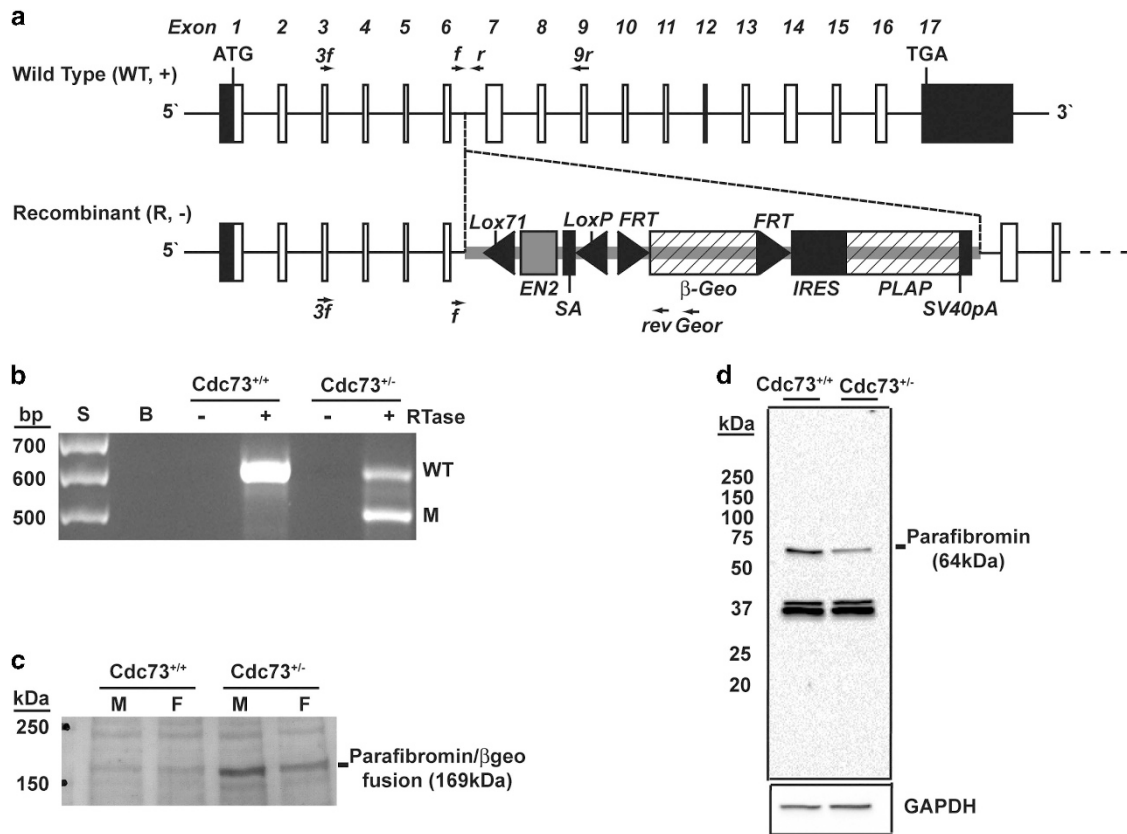 a
Exon 1 2 3 4 5 6 7 8 9 10 11 12 13 14 15 16 17
ATG 3f f r 9r TGA
Wild Type (WT, +)
5` 3`
Recombinant (R, -)
Lox71 LoxP FRT FRT
5`
EN2 SA β-Geo IRES PLAP SV40pA
3f f rev Geor
b
Cdc73+/+ Cdc73+/-
bp S B - + - + RTase
700
600 WT
500 M
c
Cdc73+/+ Cdc73+/-
kDa M F M F
250
Parafibromin/βgeo
fusion (169kDa)
150
d
Cdc73+/+ Cdc73+/-
kDa
250
150
100
75
Parafibromin
(64kDa)
50
37
25
20
GAPDH